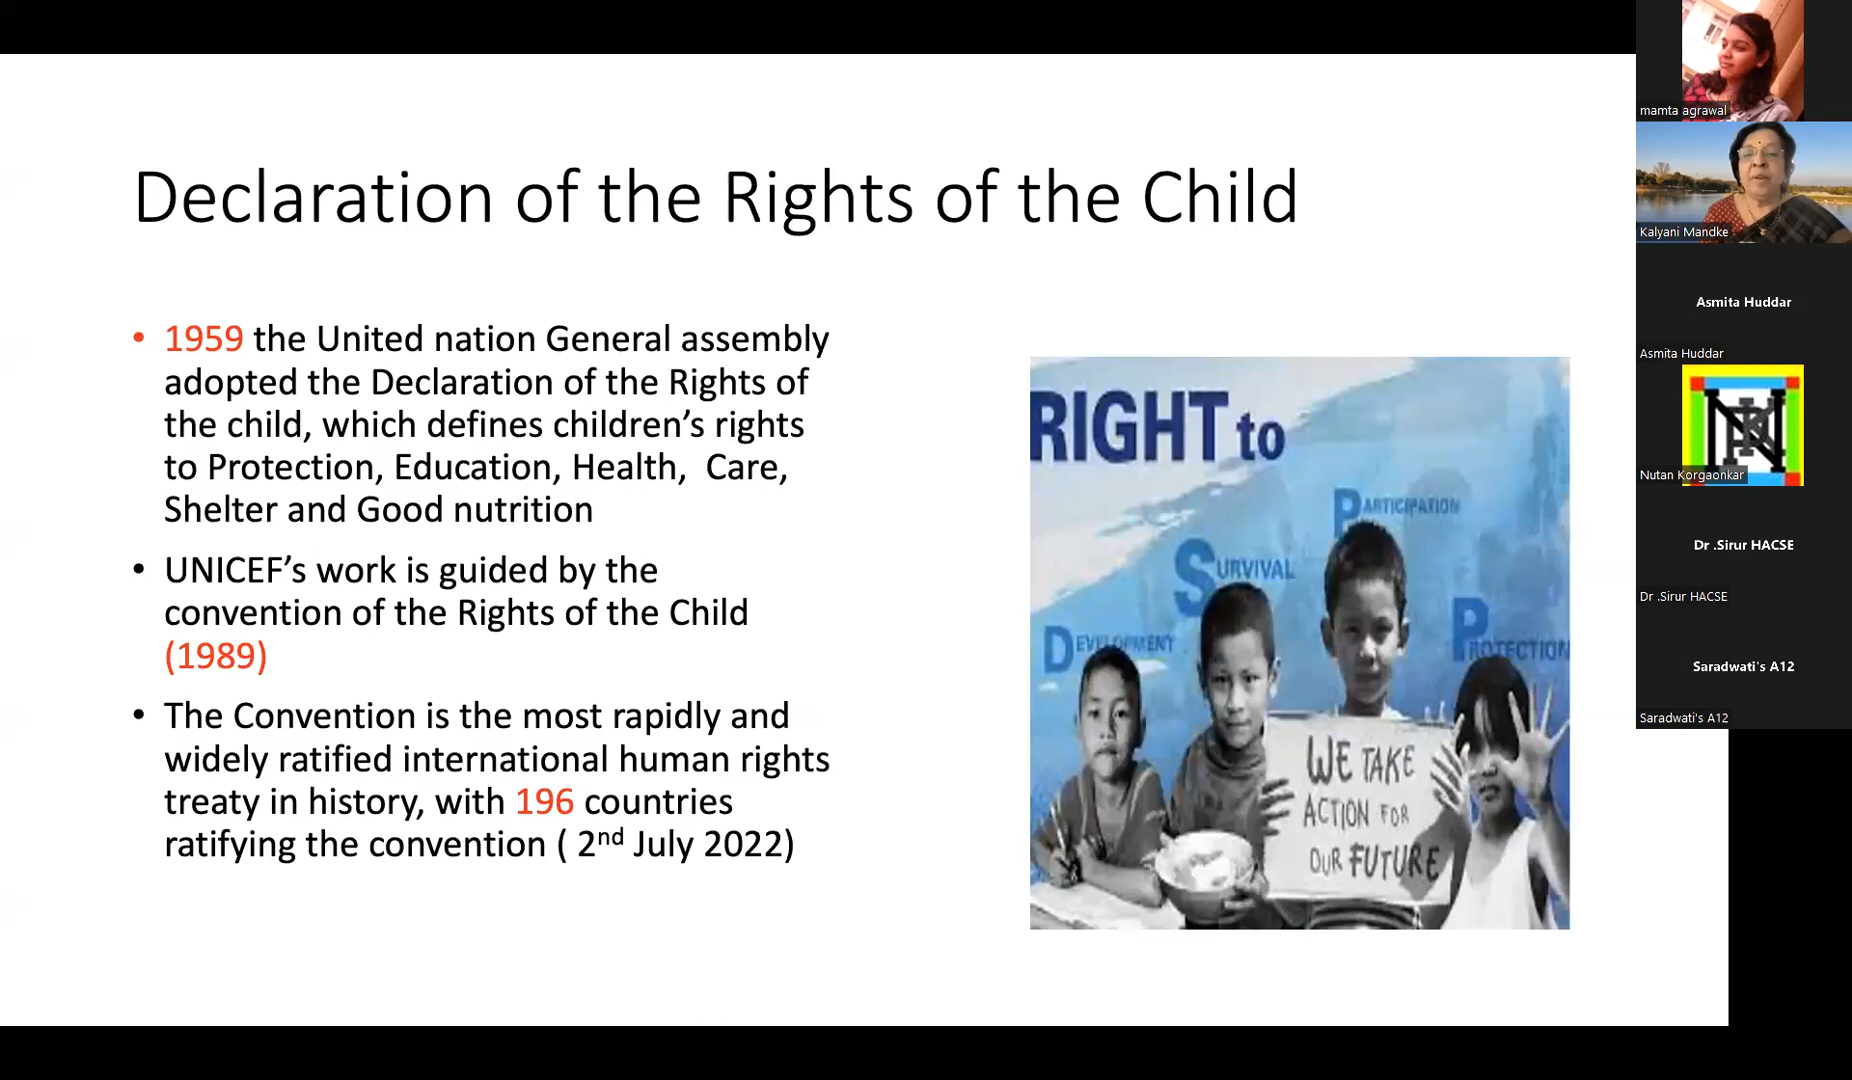 Declaration of the Rights of the Child
• 1959 the United nation General assembly
adopted the Declaration of the Rights of
the child, which defines children’s rights
to Protection, Education, Health,  Care,
Shelter and Good nutrition
• UNICEF’s work is guided by the
convention of the Rights of the Child
(1989)
• The Convention is the most rapidly and
widely ratified international human rights
treaty in history, with 196 countries
ratifying the convention ( 2nd July 2022)
RIGHT to
PARTICIPATION
SURVIVAL
DEVELOPMENT
PROTECTION
WE TAKE
ACTION FOR
OUR FUTURE
mamta agrawal
Kalyani Mandke
Asmita Huddar
Asmita Huddar
Nutan Korgaonkar
Dr .Sirur HACSE
Dr .Sirur HACSE
Saradwati's A12
Saradwati's A12